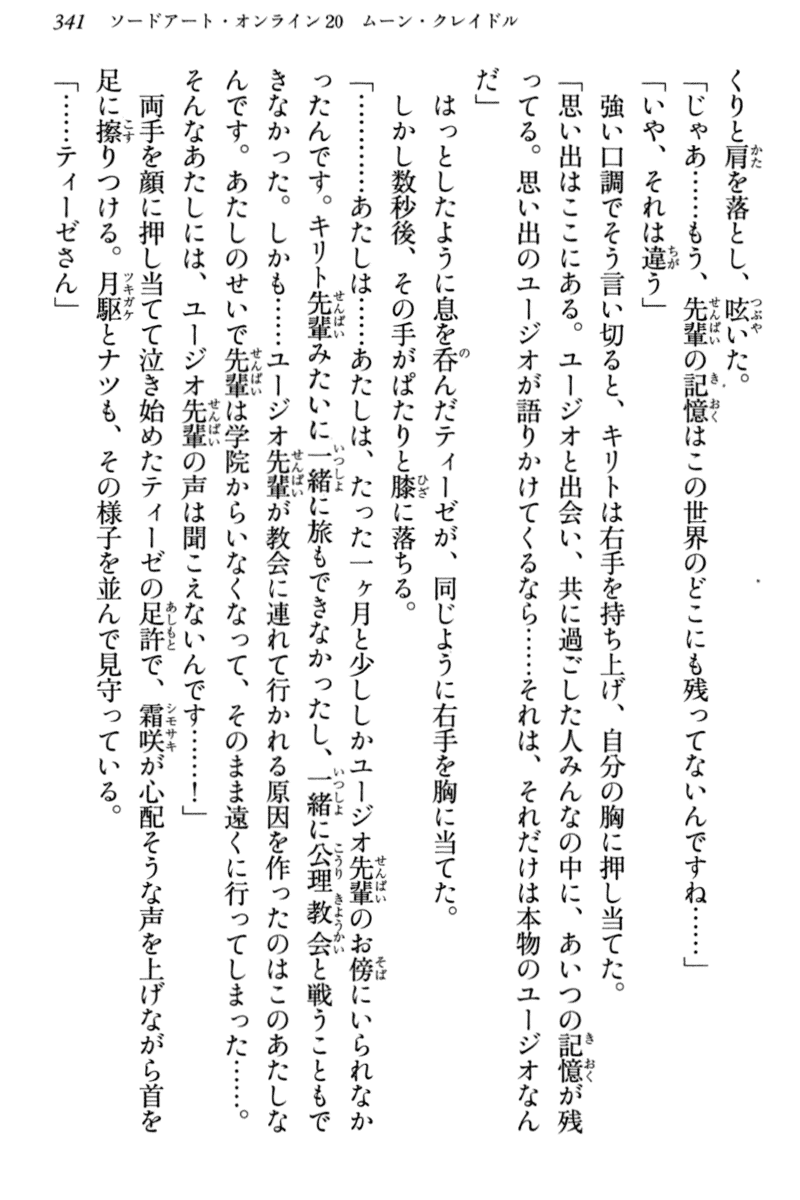 341 ソードアート・オンライン20 ムーン・クレイドル
くりと肩を落とし、呟いた。
「じゃあ……もう、先輩の記憶はこの世界のどこにも残ってないんですね……」
「いや、それは違う」
強い口調でそう言い切ると、キリトは右手を持ち上げ、自分の胸に押し当てた。
「思い出はここにある。ユージオと出会い、共に過ごした人みんなの中に、あいつの記憶が残
ってる。思い出のユージオが語りかけてくるなら……それは、それだけは本物のユージオなん
だ」
はっとしたように息を呑んだティーゼが、同じように右手を胸に当てた。
しかし数秒後、その手がぱたりと膝に落ちる。
「…………あたしは……あたしは、たった一ヶ月と少ししかユージオ先輩のお傍にいられなか
ったんです。キリト先輩みたいに一緒に旅もできなかったし、一緒に公理教会と戦うこともで
きなかった。しかも……ユージオ先輩が教会に連れて行かれる原因を作ったのはこのあたしな
んです。あたしのせいで先輩は学院からいなくなって、そのまま遠くに行ってしまった……。
そんなあたしには、ユージオ先輩の声は聞こえないんです……！」
両手を顔に押し当てて泣き始めたティーゼの足許で、霜咲が心配そうな声を上げながら首を
足に擦りつける。月駆とナツも、その様子を並んで見守っている。
「……ティーゼさん」